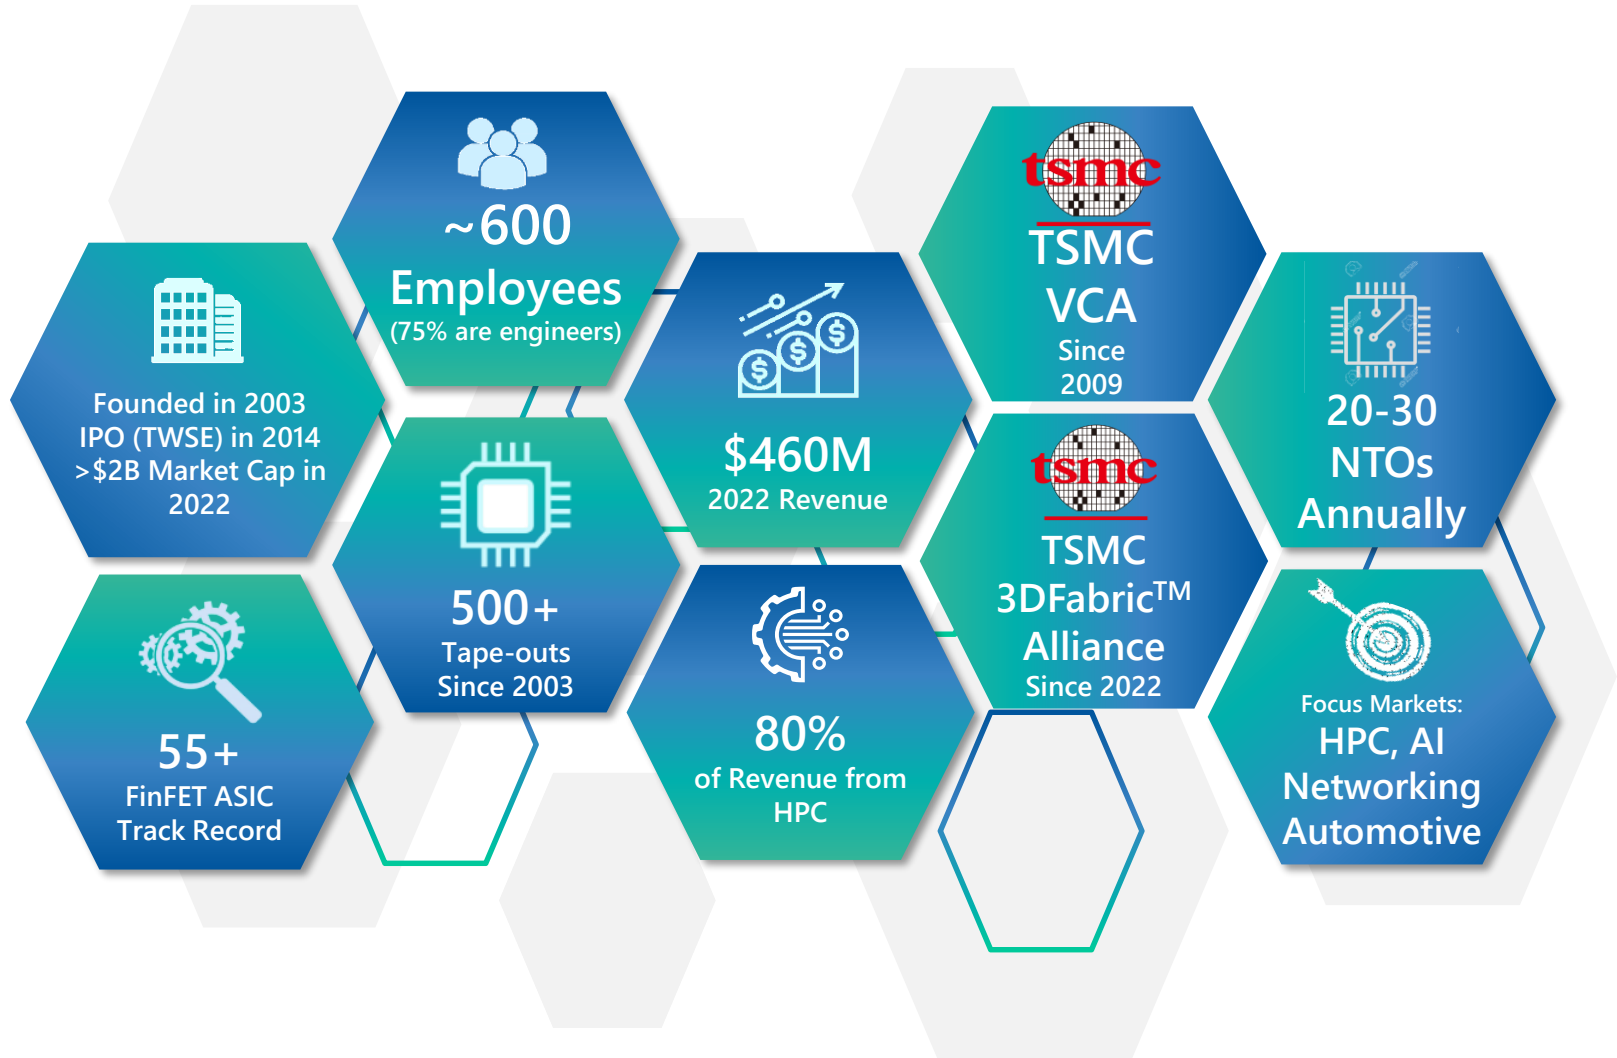 Founded in 2003
IPO (TWSE) in 2014
>$2B Market Cap in
2022
55+
FinFET ASIC
Track Record
~600
Employees
(75% are engineers)
500+
Tape-outs
Since 2003
$460M
2022 Revenue
80%
of Revenue from
HPC
tsmc
TSMC
VCA
Since
2009
tsmc
TSMC
3DFabric™
Alliance
Since 2022
20-30
NTOs
Annually
Focus Markets:
HPC, AI
Networking
Automotive